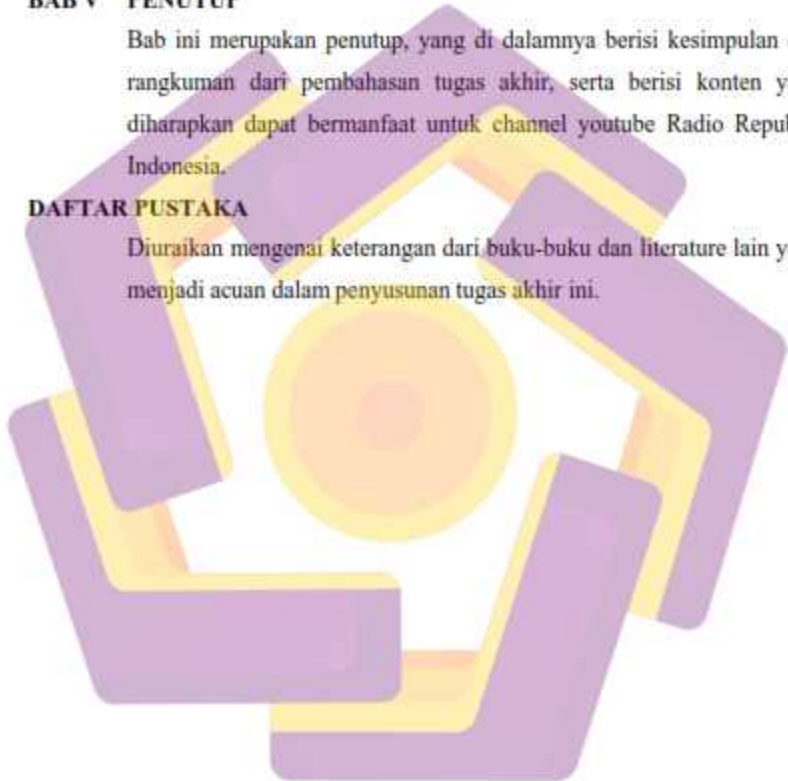 BAB V PENUTUP
Bab ini merupakan penutup, yang di dalamnya berisi kesimpulan
rangkuman dari pembahasan tugas akhir, serta berisi konten
diharapkan dapat bermanfaat untuk channel youtube Radio
Indonesia.
DAFTAR PUSTAKA
Diuraikan mengenai keterangan dari buku-buku dan literature lain
menjadi acuan dalam penyusunan tugas akhir ini.